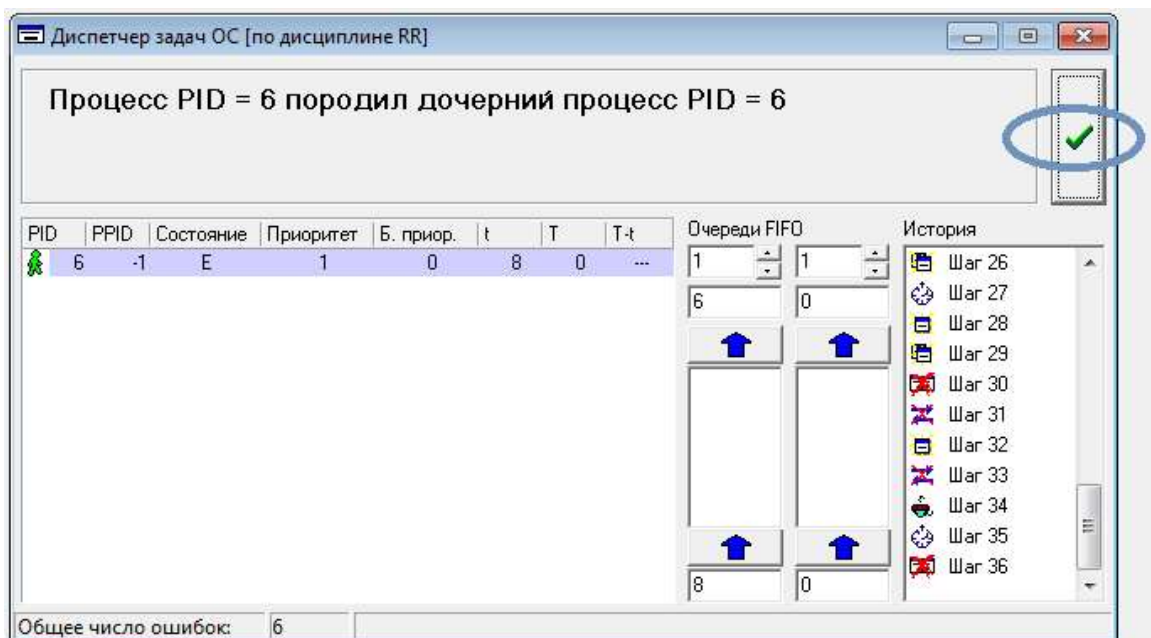 Диспетчер задач ОС [по дисциплине RR]
Процесс PID = 6 породил дочерний процесс PID = 6
PID PPID Состояние Приоритет Б. приор. t T T-t
6 -1 E 1 0 8 0 ---
Очереди FIFO
1 1
6 0
8 0
История
Шаг 26
Шаг 27
Шаг 28
Шаг 29
Шаг 30
Шаг 31
Шаг 32
Шаг 33
Шаг 34
Шаг 35
Шаг 36
Общее число ошибок: 6